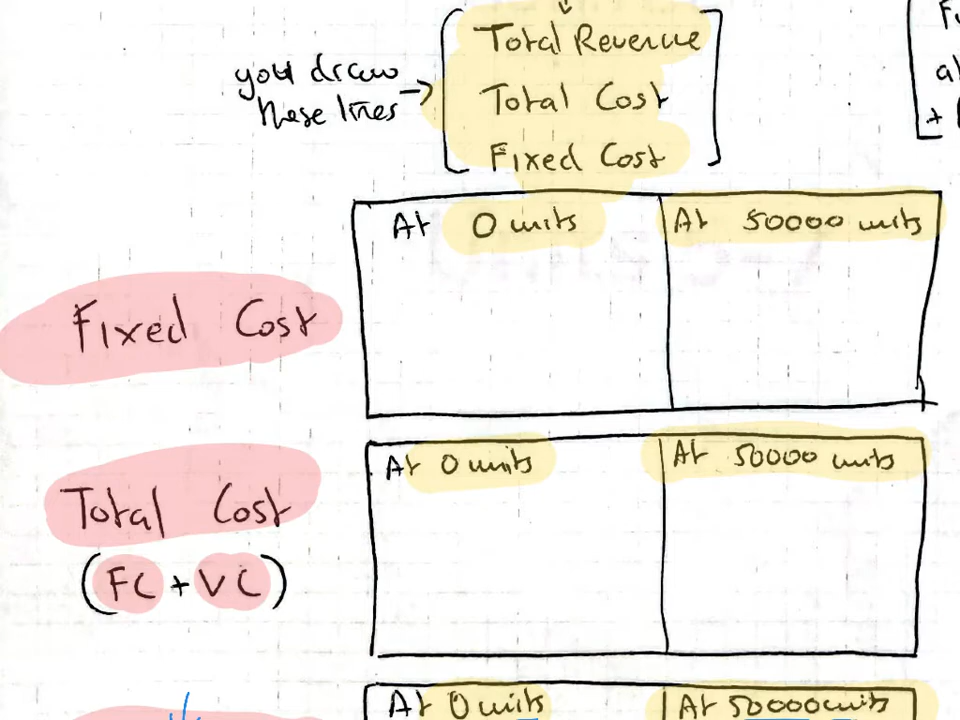 Total Revenue
you draw
these lines
Total Cost
Fixed Cost
At 0 units
At 50000 units
Fixed Cost
At 0 units
At 50000 units
Total Cost
(FC + VC)
At 0 units
At 50000 units